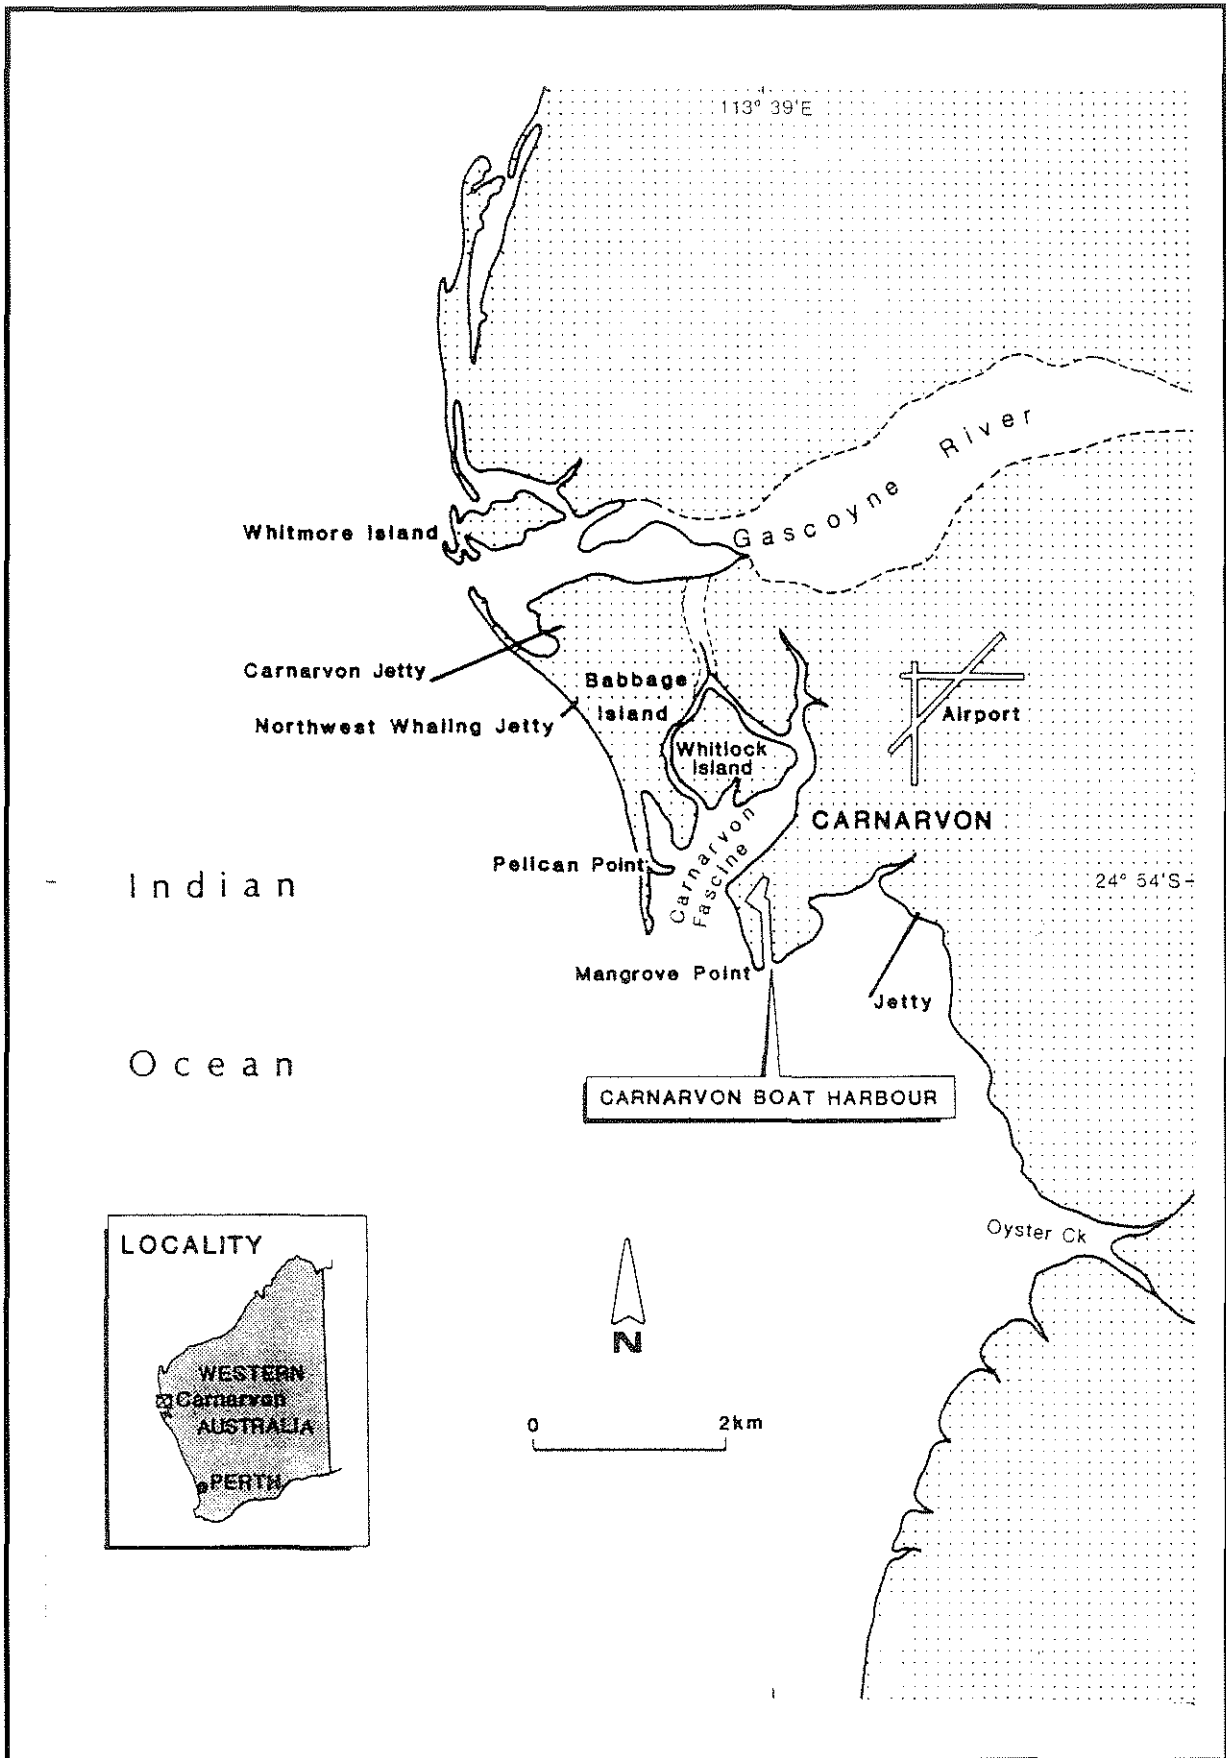 113° 39'E
Gascoyne River
Whitmore Island
Carnarvon Jetty
Babbage
Island
Northwest Whaling Jetty
Airport
Whitlock
Island
CARNARVON
Carnarvon
Fascine
Pelican Point
Indian
24° 54'S
Mangrove Point
Jetty
Ocean
CARNARVON BOAT HARBOUR
Oyster Ck
LOCALITY
N
WESTERN
Carnarvon
AUSTRALIA
PERTH
0 2km